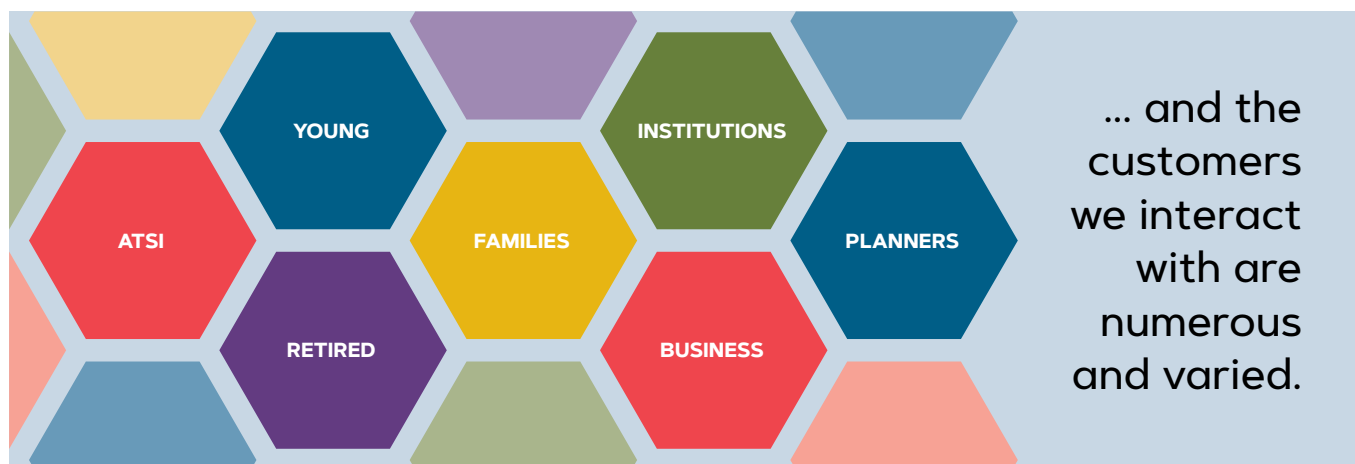 YOUNG
INSTITUTIONS
ATSI
FAMILIES
PLANNERS
RETIRED
BUSINESS
... and the
customers
we interact
with are
numerous
and varied.